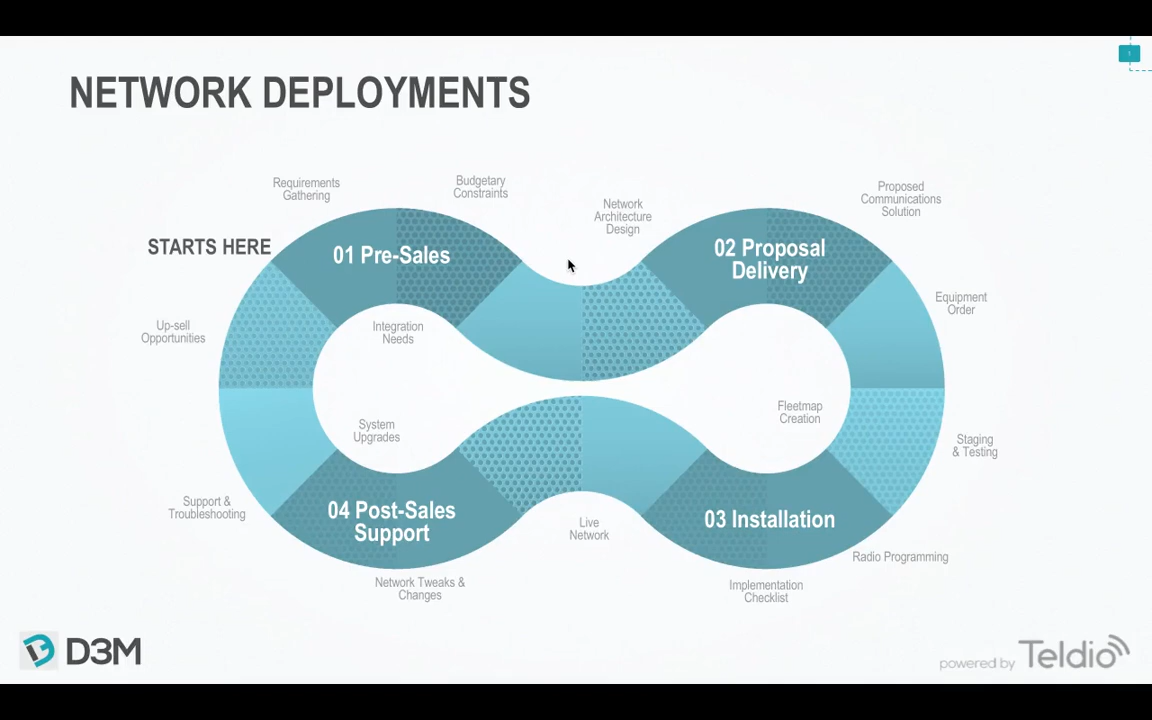 NETWORK DEPLOYMENTS
Requirements
Gathering
Budgetary
Constraints
Network
Architecture
Design
Proposed
Communications
Solution
STARTS HERE
01 Pre-Sales
02 Proposal
Delivery
Up-sell
Opportunities
Integration
Needs
Equipment
Order
System
Upgrades
Fleetmap
Creation
Staging
& Testing
Support &
Troubleshooting
04 Post-Sales
Support
Live
Network
03 Installation
Radio Programming
Network Tweaks &
Changes
Implementation
Checklist
D3M
powered by Teldio